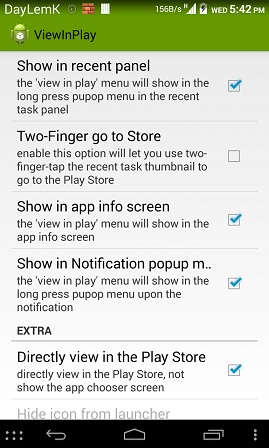 DayLemK 156B/s WED 5:42 PM
ViewInPlay
Show in recent panel
the 'view in play' menu will show in the
long press pupop menu in the recent
task panel
Two-Finger go to Store
enable this option will let you use two-
finger-tap the recent task thumbnail to
go to the Play Store
Show in app info screen
the 'view in play' menu will show in the
app info screen
Show in Notification popup m..
the 'view in play' menu will show in the
long press pupop menu upon the
notification
EXTRA
Directly view in the Play Store
directly view in the Play Store, not
show the app chooser screen
Hide icon from launcher